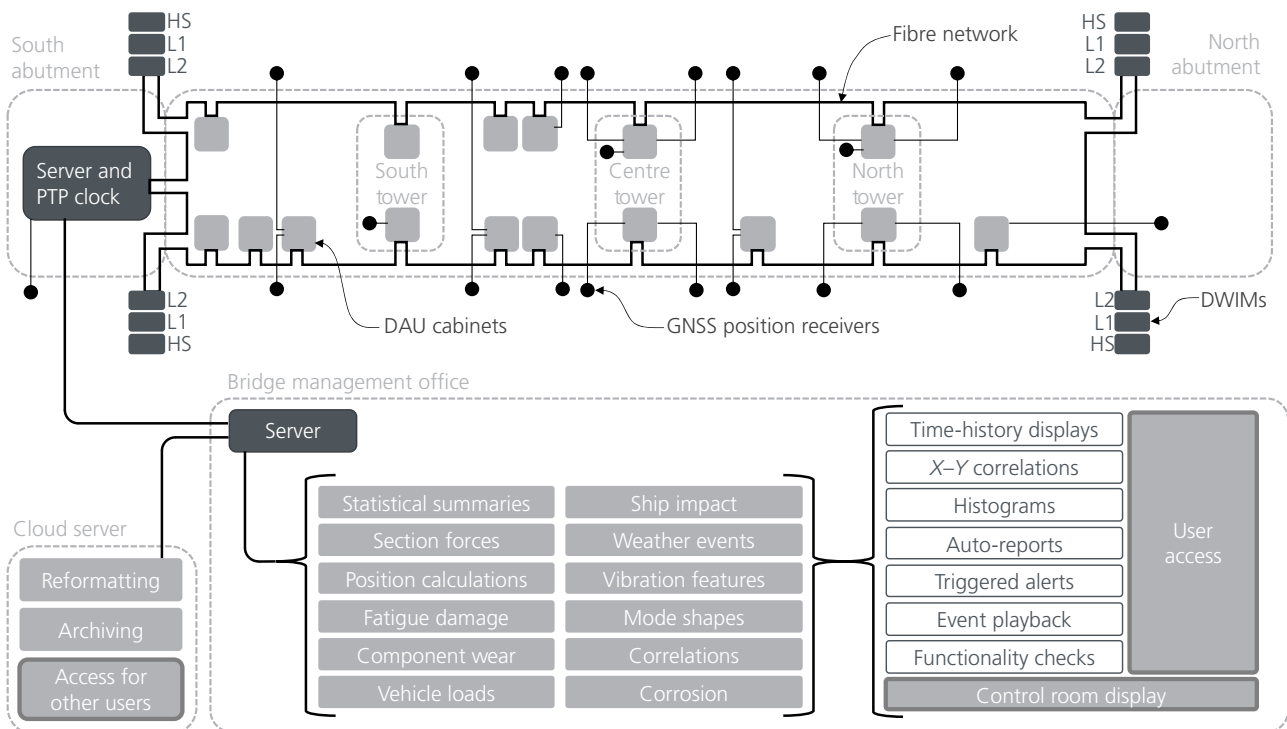 HS
L1
L2
South
abutment
Fibre network
HS
L1
L2
North
abutment
Server and
PTP clock
South
tower
Centre
tower
North
tower
L2
L1
HS
DAU cabinets
GNSS position receivers
L2
L1
HS
DWIMs
Bridge management office
Server
Statistical summaries
Section forces
Position calculations
Fatigue damage
Component wear
Vehicle loads
Ship impact
Weather events
Vibration features
Mode shapes
Correlations
Corrosion
Time-history displays
X–Y correlations
Histograms
Auto-reports
Triggered alerts
Event playback
Functionality checks
User
access
Control room display
Cloud server
Reformatting
Archiving
Access for
other users